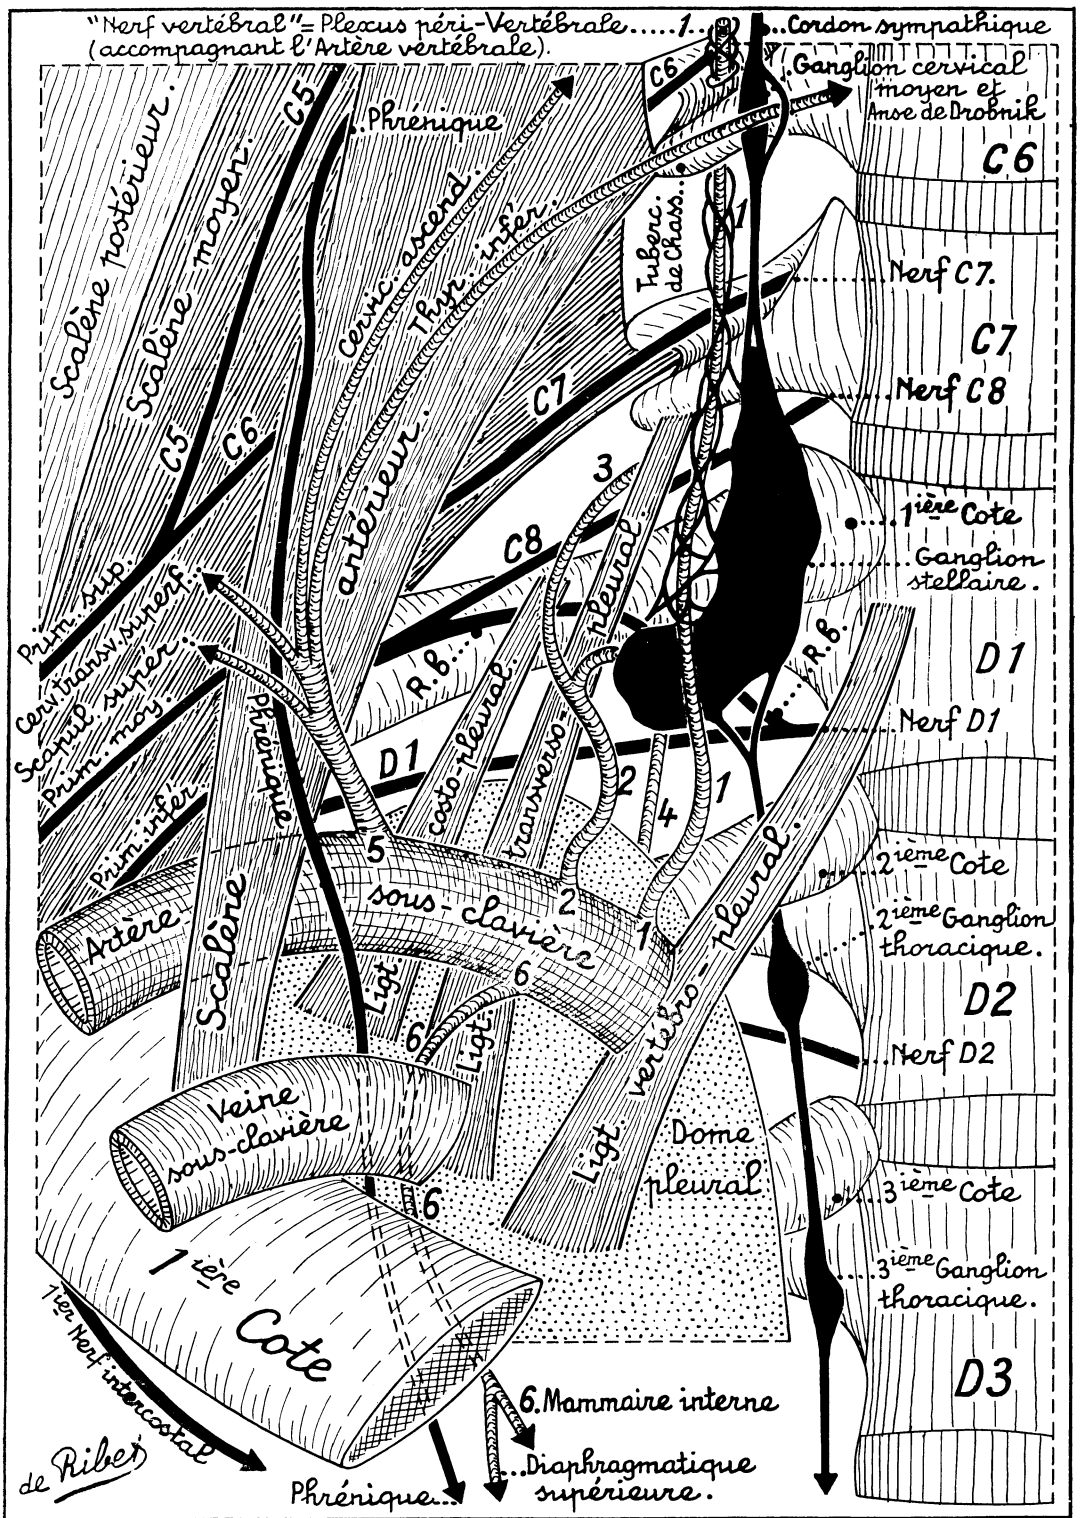 "Nerf vertébral" = Plexus péri-Vertébrale......1..
(accompagnant l'Artère vertébrale).
..Cordon sympathique
Ganglion cervical
moyen et
Anse de Drobnik
C6
C5
..Phrénique
C6
Scalène postérieur.
Scalène moyen.
Cervic. ascend.
Thyr. infér.
Tuberc.
de Chass...
1
Nerf C7.
C7
C7
Nerf C8
C5
C6
antérieur.
3
1ière Cote
C8
Ganglion
stellaire.
pleural.
Prim. sup.
Cerv. transv. superf...
Scapul supér...
Prim. moy.
Prim. infér.
R.b...
R.b.
D1
Nerf D1
Phrénique
D1
costo-pleural.
transverso-
2
4
1
5
2ième Cote
Artère
sous-clavière
2
1
2ième Ganglion
thoracique.
pleural.
vertébro-
Scalène
Ligt
6
6
Ligt
D2
Nerf D2
Veine
sous-clavière
Ligt
Dome
pleural
6
3ième Cote
1ière
Cote
3ième Ganglion
thoracique.
1ier Nerf intercostal
D3
6. Mammaire interne
...Diaphragmatique
supérieure.
Phrénique...
de Ribet